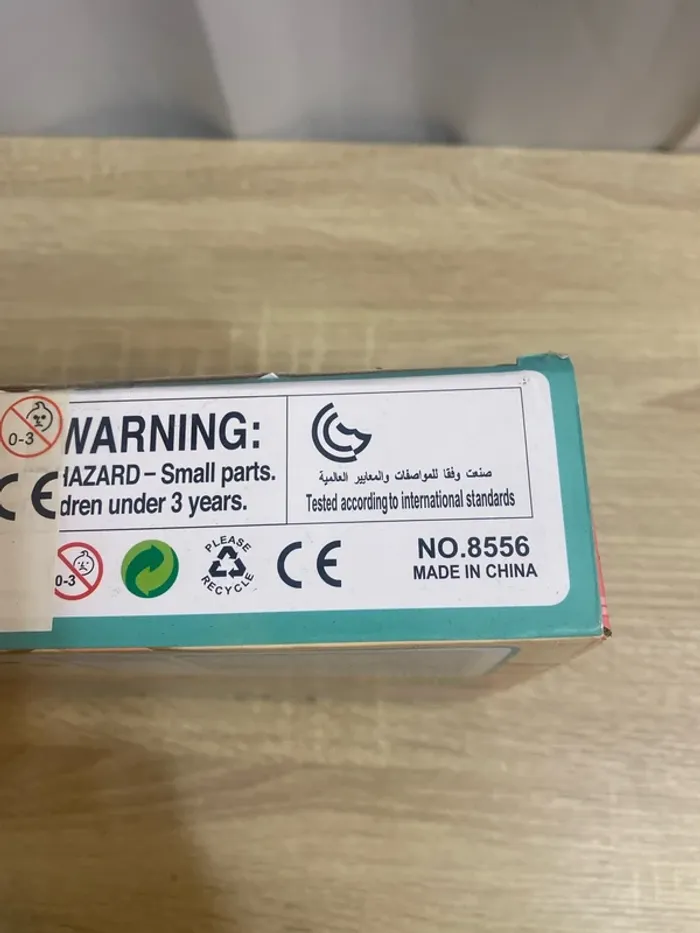 WARNING:
HAZARD – Small parts.
dren under 3 years.
صنعت وفقا للمواصفات والمعايير العالمية
Tested according to international standards
0-3
CE
0-3
PLEASE
RECYCLE
CE
NO.8556
MADE IN CHINA